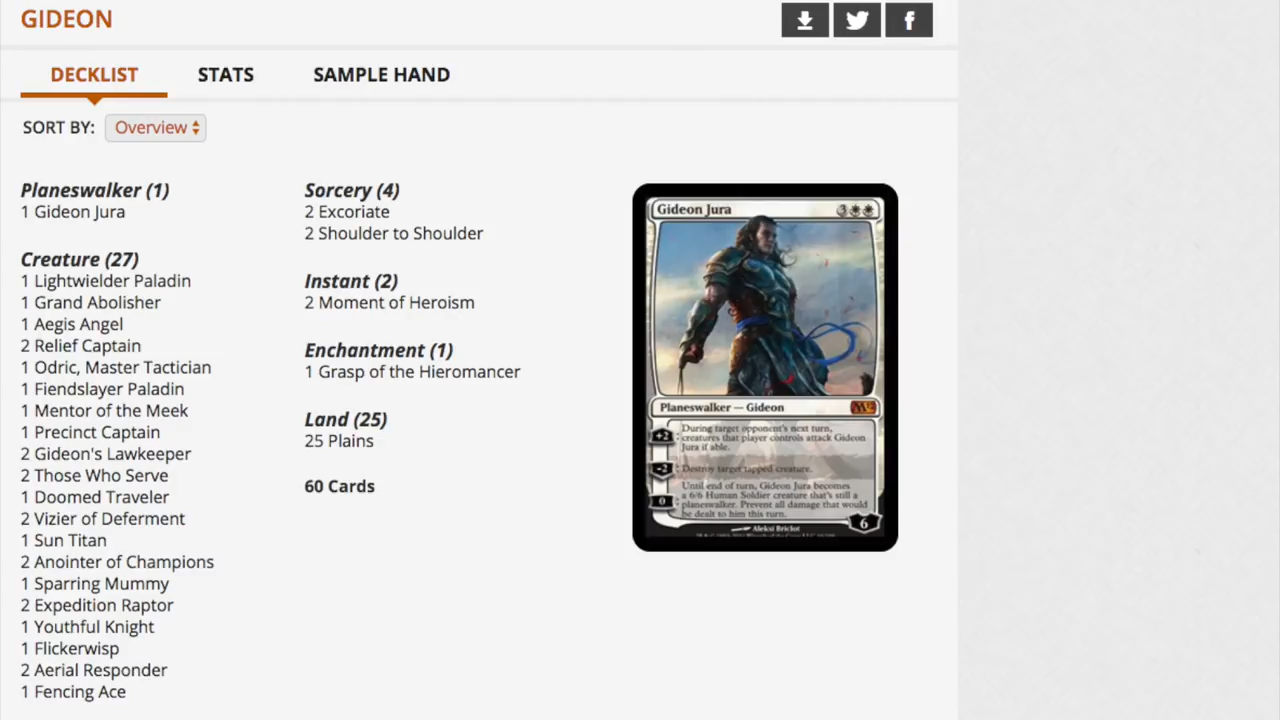 GIDEON
DECKLIST
STATS
SAMPLE HAND
SORT BY:
Overview
Planeswalker (1)
1 Gideon Jura
Creature (27)
1 Lightwielder Paladin
1 Grand Abolisher
1 Aegis Angel
2 Relief Captain
1 Odric, Master Tactician
1 Fiendslayer Paladin
1 Mentor of the Meek
1 Precinct Captain
2 Gideon's Lawkeeper
2 Those Who Serve
1 Doomed Traveler
2 Vizier of Deferment
1 Sun Titan
2 Anointer of Champions
1 Sparring Mummy
2 Expedition Raptor
1 Youthful Knight
1 Flickerwisp
2 Aerial Responder
1 Fencing Ace
Sorcery (4)
2 Excoriate
2 Shoulder to Shoulder
Instant (2)
2 Moment of Heroism
Enchantment (1)
1 Grasp of the Hieromancer
Land (25)
25 Plains
60 Cards
Gideon Jura
3
Planeswalker — Gideon
M12
+2 : During target opponent's next turn,
creatures that player controls attack Gideon
Jura if able.
-2 : Destroy target tapped creature.
0 : Until end of turn, Gideon Jura becomes
a 6/6 Human Soldier creature that's still a
planeswalker. Prevent all damage that would
be dealt to him this turn.
6
Aleksi Briclot